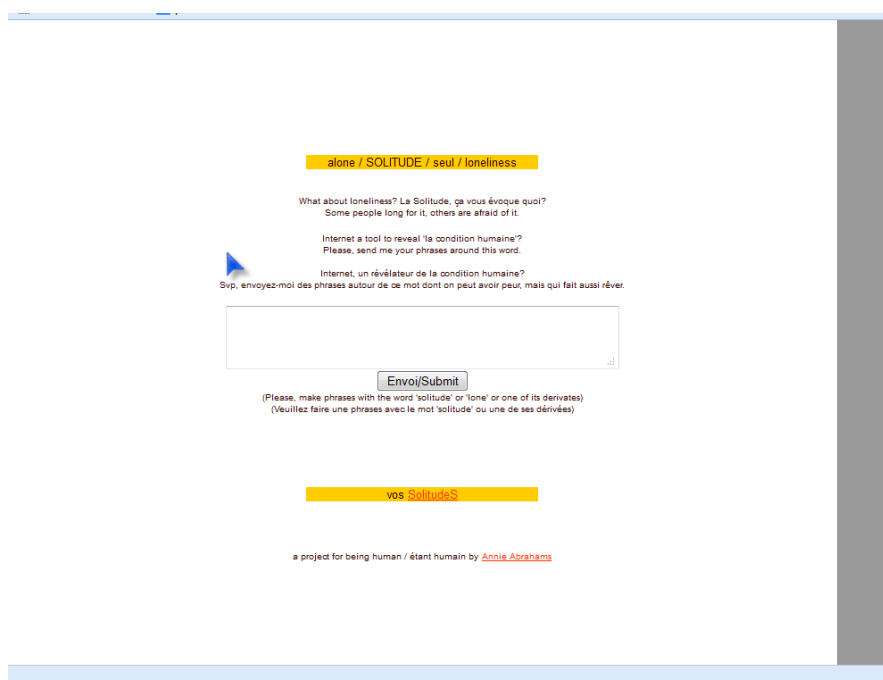 alone / SOLITUDE / seul / loneliness
What about loneliness? La Solitude, ça vous évoque quoi?
Some people long for it, others are afraid of it.
Internet a tool to reveal 'la condition humaine'?
Please, send me your phrases around this word.
Internet, un révélateur de la condition humaine?
Svp, envoyez-moi des phrases autour de ce mot dont on peut avoir peur, mais qui fait aussi rêver.
Envoi/Submit
(Please, make phrases with the word 'solitude' or 'lone' or one of its derivates)
(Veuillez faire une phrases avec le mot 'solitude' ou une de ses dérivées)
vos SolitudeS
a project for being human / étant humain by Annie Abrahams